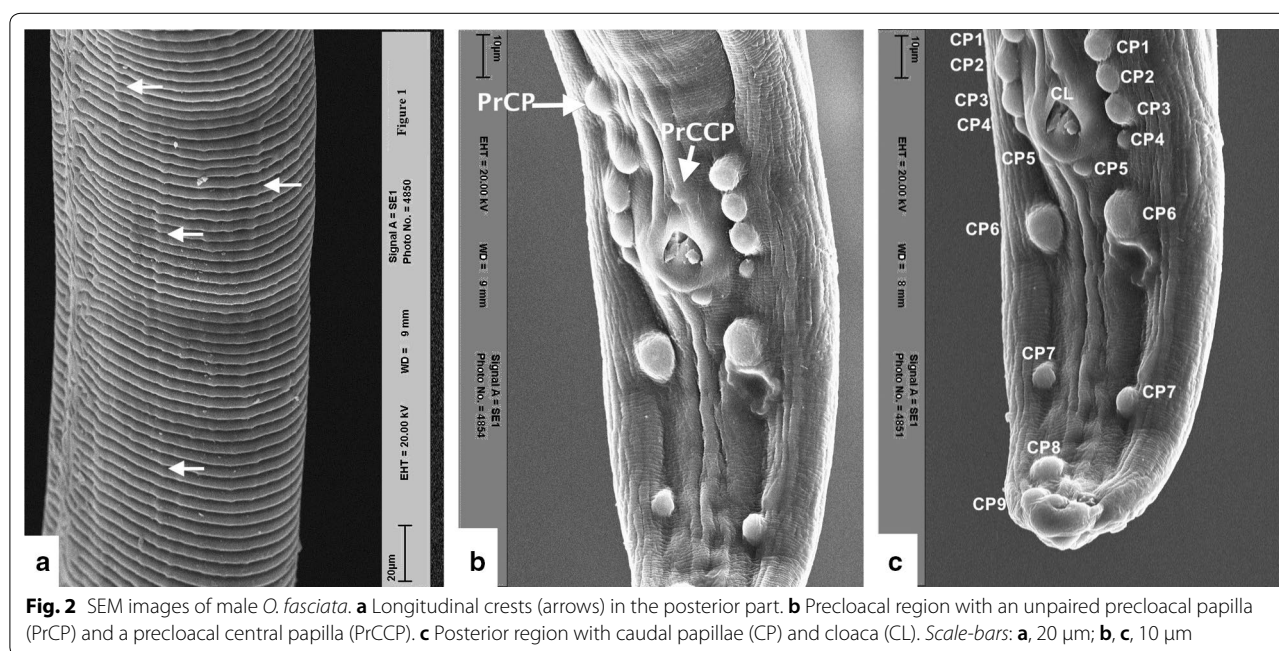 Figure 1
Signal A = SE1
Photo No. = 4850
WD = 9 mm
EHT = 20.00 kV
20µm
a
10µm
EHT = 20.00 kV
WD = 9 mm
Signal A = SE1
Photo No. = 4854
PrCP
PrCCP
b
10µm
EHT = 20.00 kV
WD = 8 mm
Signal A = SE1
Photo No. = 4851
CP1
CP1
CP2
CP2
CL
CP3
CP3
CP4
CP4
CP5
CP5
CP6
CP6
CP7
CP7
CP8
CP9
c
Fig. 2 SEM images of male O. fasciata. a Longitudinal crests (arrows) in the posterior part. b Precloacal region with an unpaired precloacal papilla
(PrCP) and a precloacal central papilla (PrCCP). c Posterior region with caudal papillae (CP) and cloaca (CL). Scale-bars: a, 20 µm; b, c, 10 µm